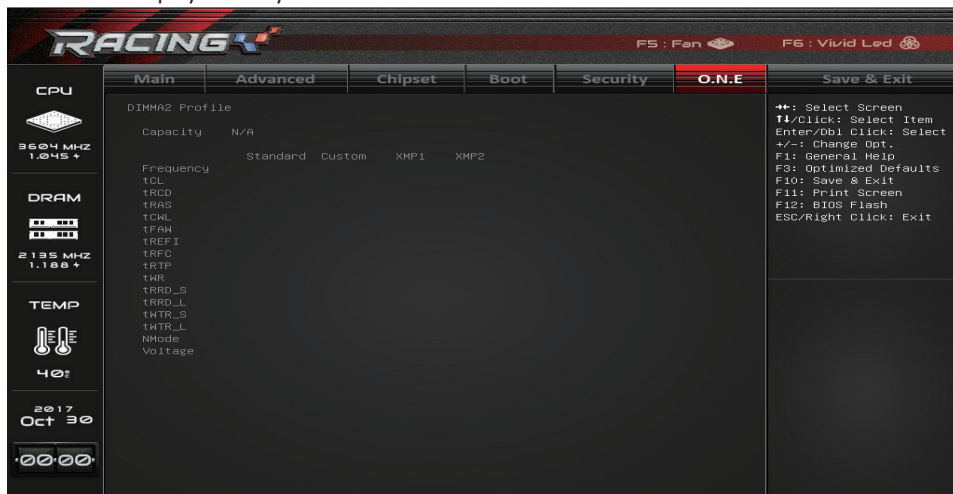 RACING
F5 : Fan
F6 : Vivid Led
Main Advanced Chipset Boot Security O.N.E Save & Exit
CPU
3604 MHZ
1.045
DRAM
2135 MHZ
1.188
TEMP
40
2017
Oct 30
00:00
DIMMA2 Profile
Capacity N/A
Standard Custom XMP1 XMP2
Frequency
tCL
tRCD
tRAS
tCWL
tFAW
tREFI
tRFC
tRTP
tWR
tRRD_S
tRRD_L
tWTR_S
tWTR_L
NMode
Voltage
→←: Select Screen
↑↓/Click: Select Item
Enter/Dbl Click: Select
+/-: Change Opt.
F1: General Help
F3: Optimized Defaults
F10: Save & Exit
F11: Print Screen
F12: BIOS Flash
ESC/Right Click: Exit